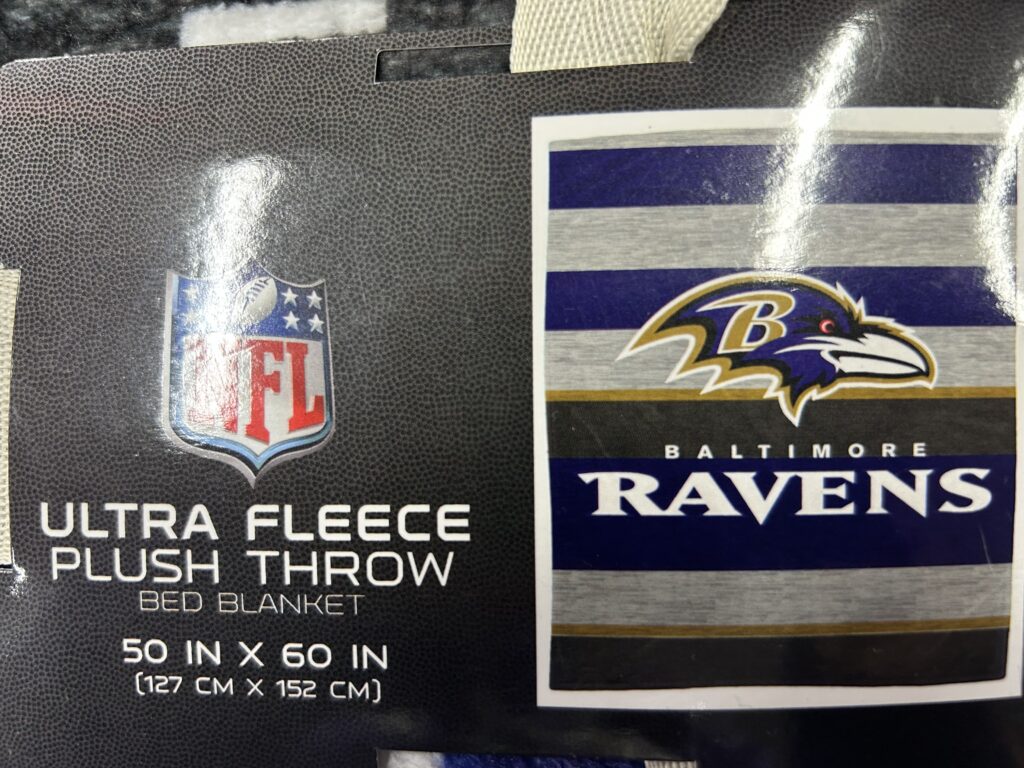 NFL
ULTRA FLEECE
PLUSH THROW
BED BLANKET
50 IN X 60 IN
(127 CM X 152 CM)
B
BALTIMORE
RAVENS